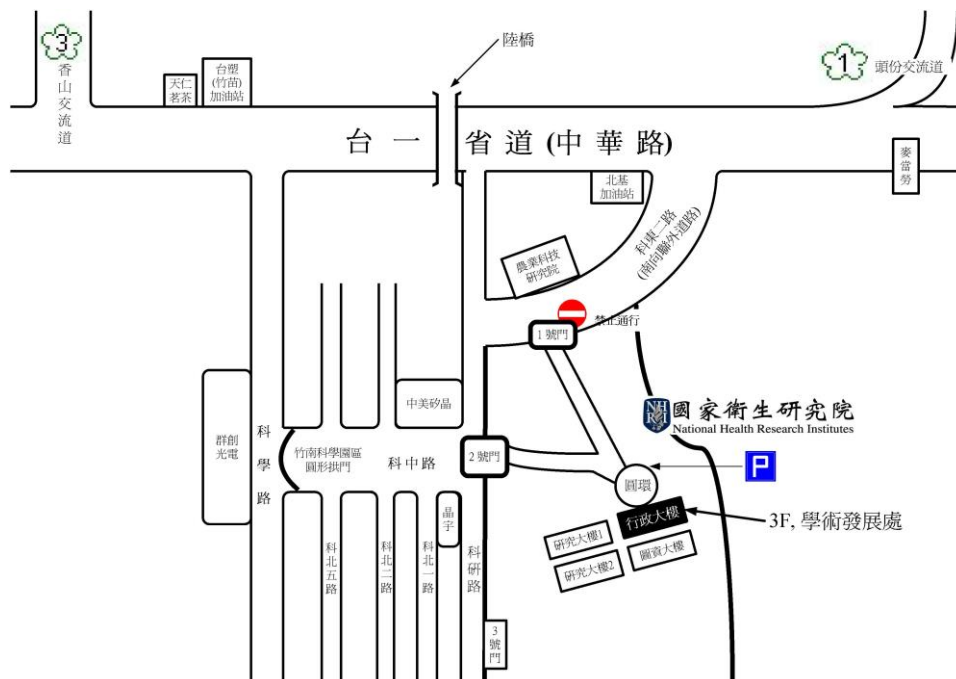 3
香山交流道
天仁
茗茶
台塑
(竹苗)
加油站
陸橋
1
頭份交流道
台一省道(中華路)
麥當勞
北基
加油站
科東二路
(南向聯外道路)
農業科技
研究院
禁止通行
1號門
中美矽晶
群創
光電
科學路
竹南科學園區
圓形拱門
科中路
2號門
NHRI
國家衛生研究院
National Health Research Institutes
P
圓環
行政大樓
3F, 學術發展處
研究大樓1
研究大樓2
圖資大樓
晶宇
科北五路
科北二路
科北一路
科研路
3號門